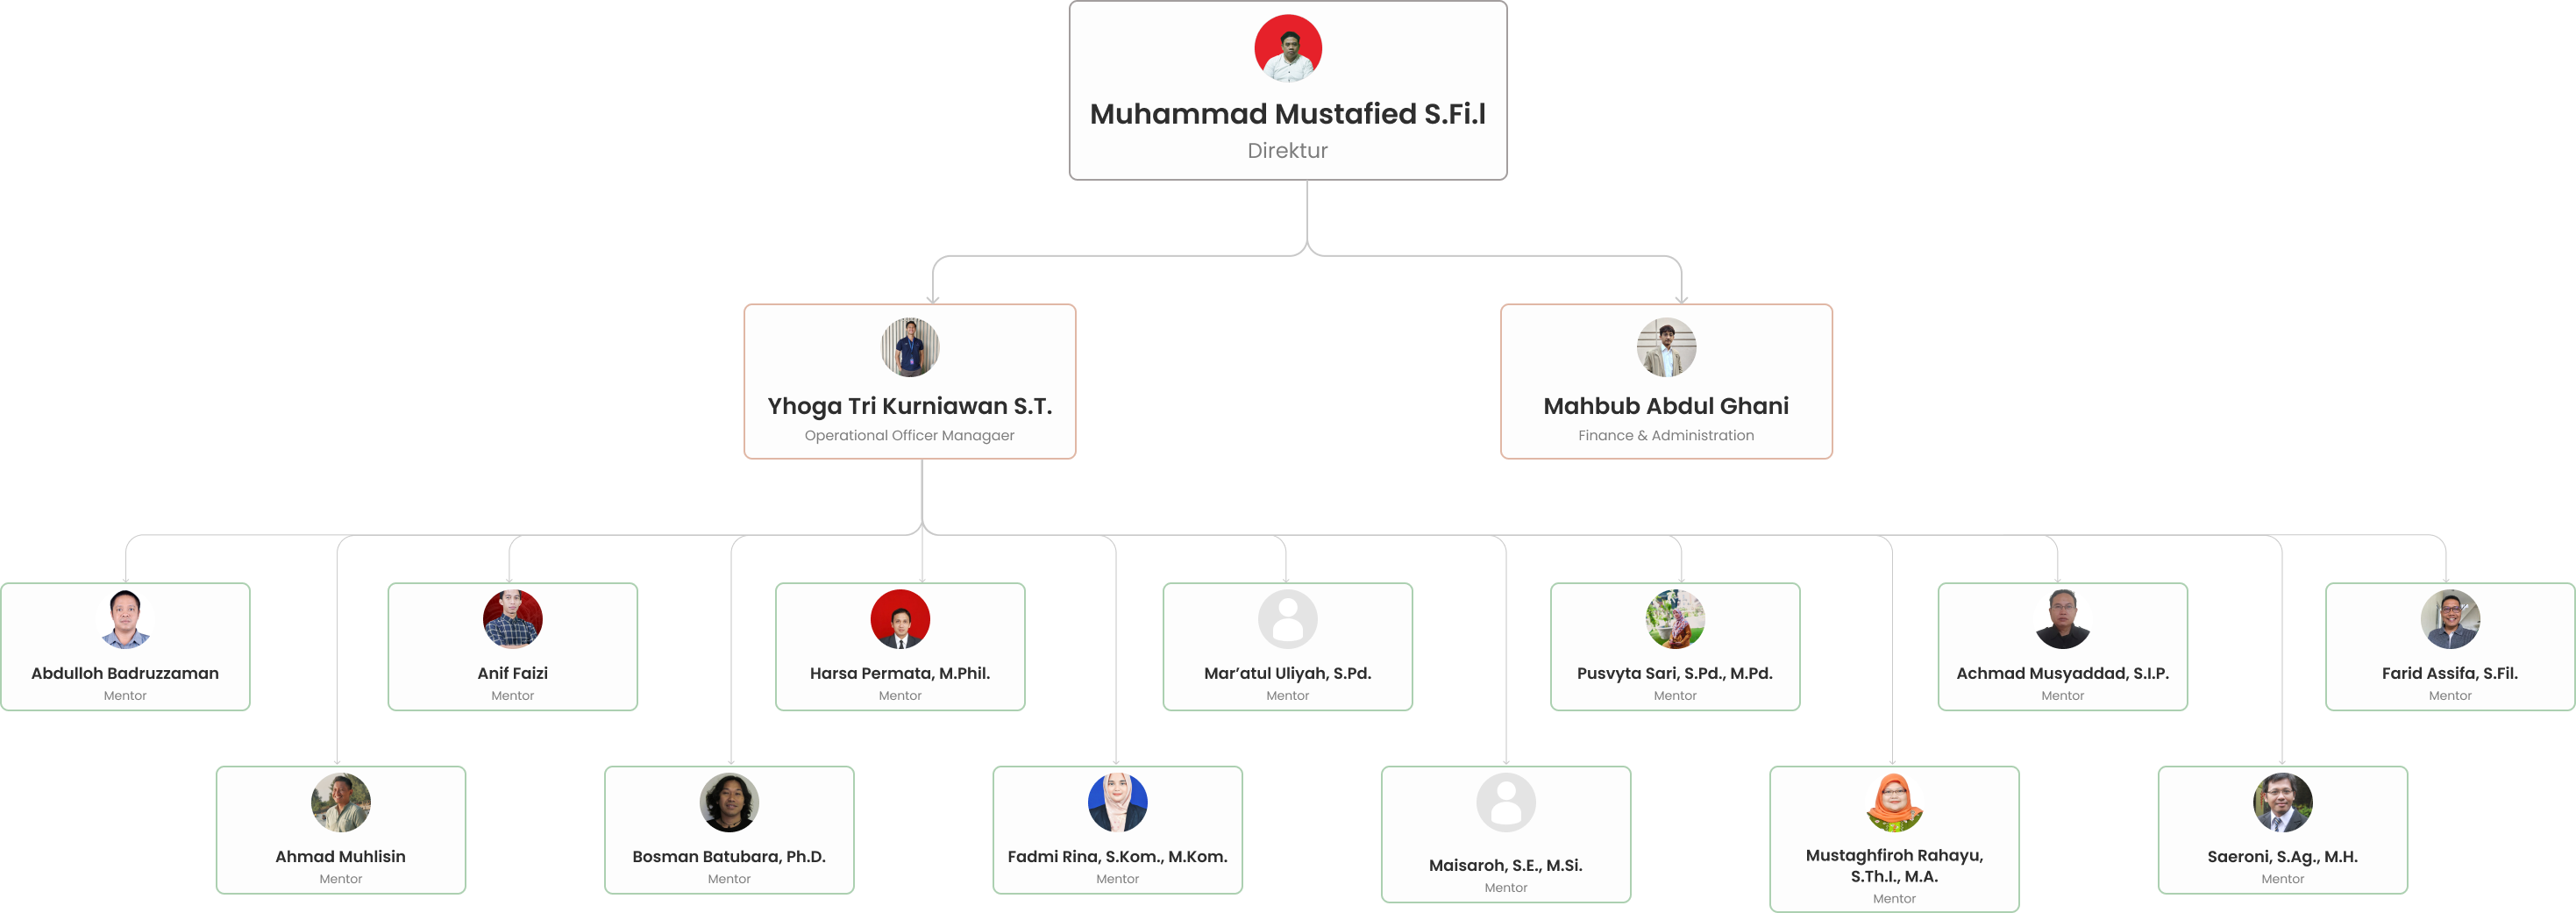 Muhammad Mustafied S.Fi.l
Direktur
Yhoga Tri Kurniawan S.T.
Operational Officer Managaer
Mahbub Abdul Ghani
Finance & Administration
Abdulloh Badruzzaman
Mentor
Anif Faizi
Mentor
Harsa Permata, M.Phil.
Mentor
Mar’atul Uliyah, S.Pd.
Mentor
Pusvyta Sari, S.Pd., M.Pd.
Mentor
Achmad Musyaddad, S.I.P.
Mentor
Farid Assifa, S.Fil.
Mentor
Ahmad Muhlisin
Mentor
Bosman Batubara, Ph.D.
Mentor
Fadmi Rina, S.Kom., M.Kom.
Mentor
Maisaroh, S.E., M.Si.
Mentor
Mustaghfiroh Rahayu,
S.Th.I., M.A.
Mentor
Saeroni, S.Ag., M.H.
Mentor